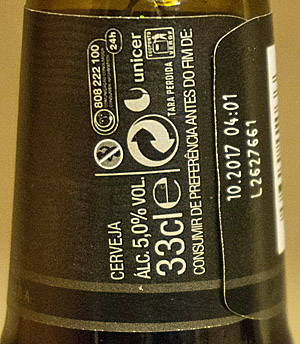 CERVEJA
ALC. 5,0% VOL.
33cl e
CONSUMIR DE PREFERÊNCIA ANTES DO FIM DE:
10.2017 04:01
L2627661
808 222 100
24h
unicer
TARA PERDIDA